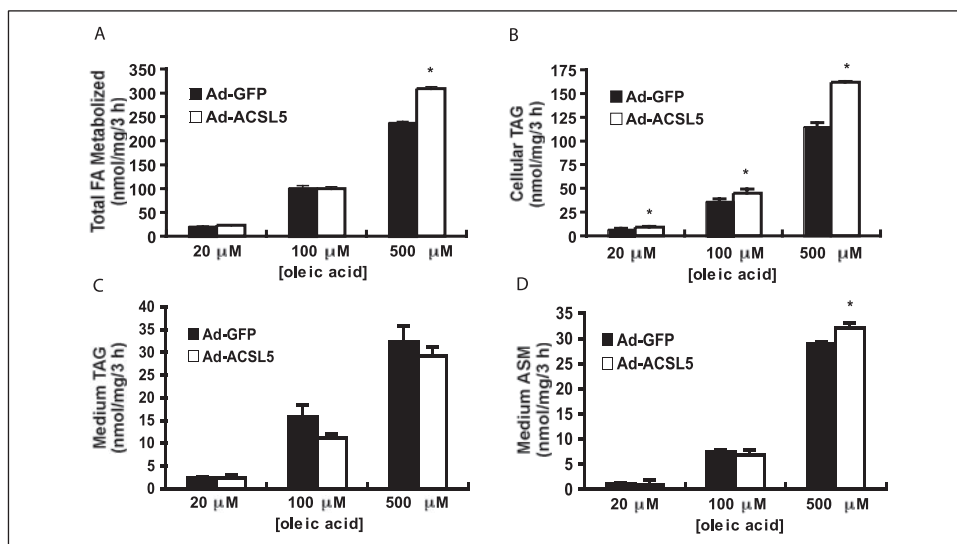 A
Total FA Metabolized
(nmol/mg/3 h)
350
300
250
200
150
100
50
0
Ad-GFP
Ad-ACSL5
*
20 μM 100 μM 500 μM
[oleic acid]
B
Cellular TAG
(nmol/mg/3 h)
175
150
125
100
75
50
25
0
Ad-GFP
Ad-ACSL5
*
*
*
20 μM 100 μM 500 μM
[oleic acid]
C
Medium TAG
(nmol/mg/3 h)
40
35
30
25
20
15
10
5
0
Ad-GFP
Ad-ACSL5
20 μM 100 μM 500 μM
[oleic acid]
D
Medium ASM
(nmol/mg/3 h)
35
30
25
20
15
10
5
0
Ad-GFP
Ad-ACSL5
*
20 μM 100 μM 500 μM
[oleic acid]